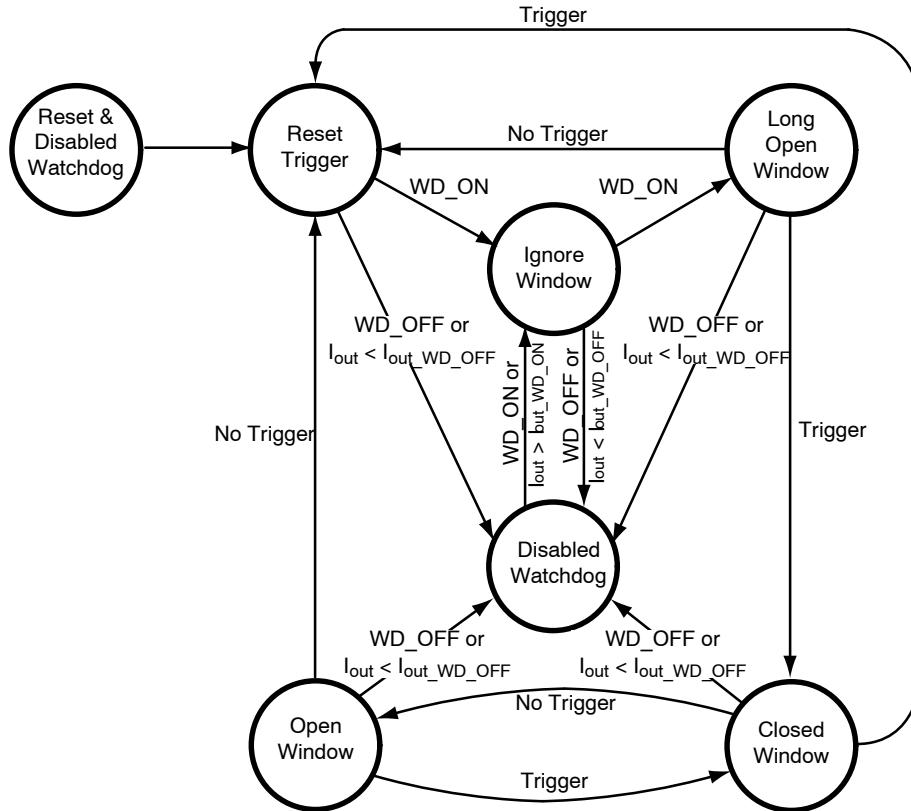 Trigger
Reset &
Disabled
Watchdog
Reset
Trigger
No Trigger
Long
Open
Window
WD_ON
WD_ON
Ignore
Window
WD_OFF or
Iout < Iout_WD_OFF
WD_ON or
Iout > Iout_WD_ON
WD_OFF or
Iout < Iout_WD_OFF
WD_OFF or
Iout < Iout_WD_OFF
No Trigger
Trigger
Disabled
Watchdog
WD_OFF or
Iout < Iout_WD_OFF
WD_OFF or
Iout < Iout_WD_OFF
No Trigger
Open
Window
Closed
Window
Trigger